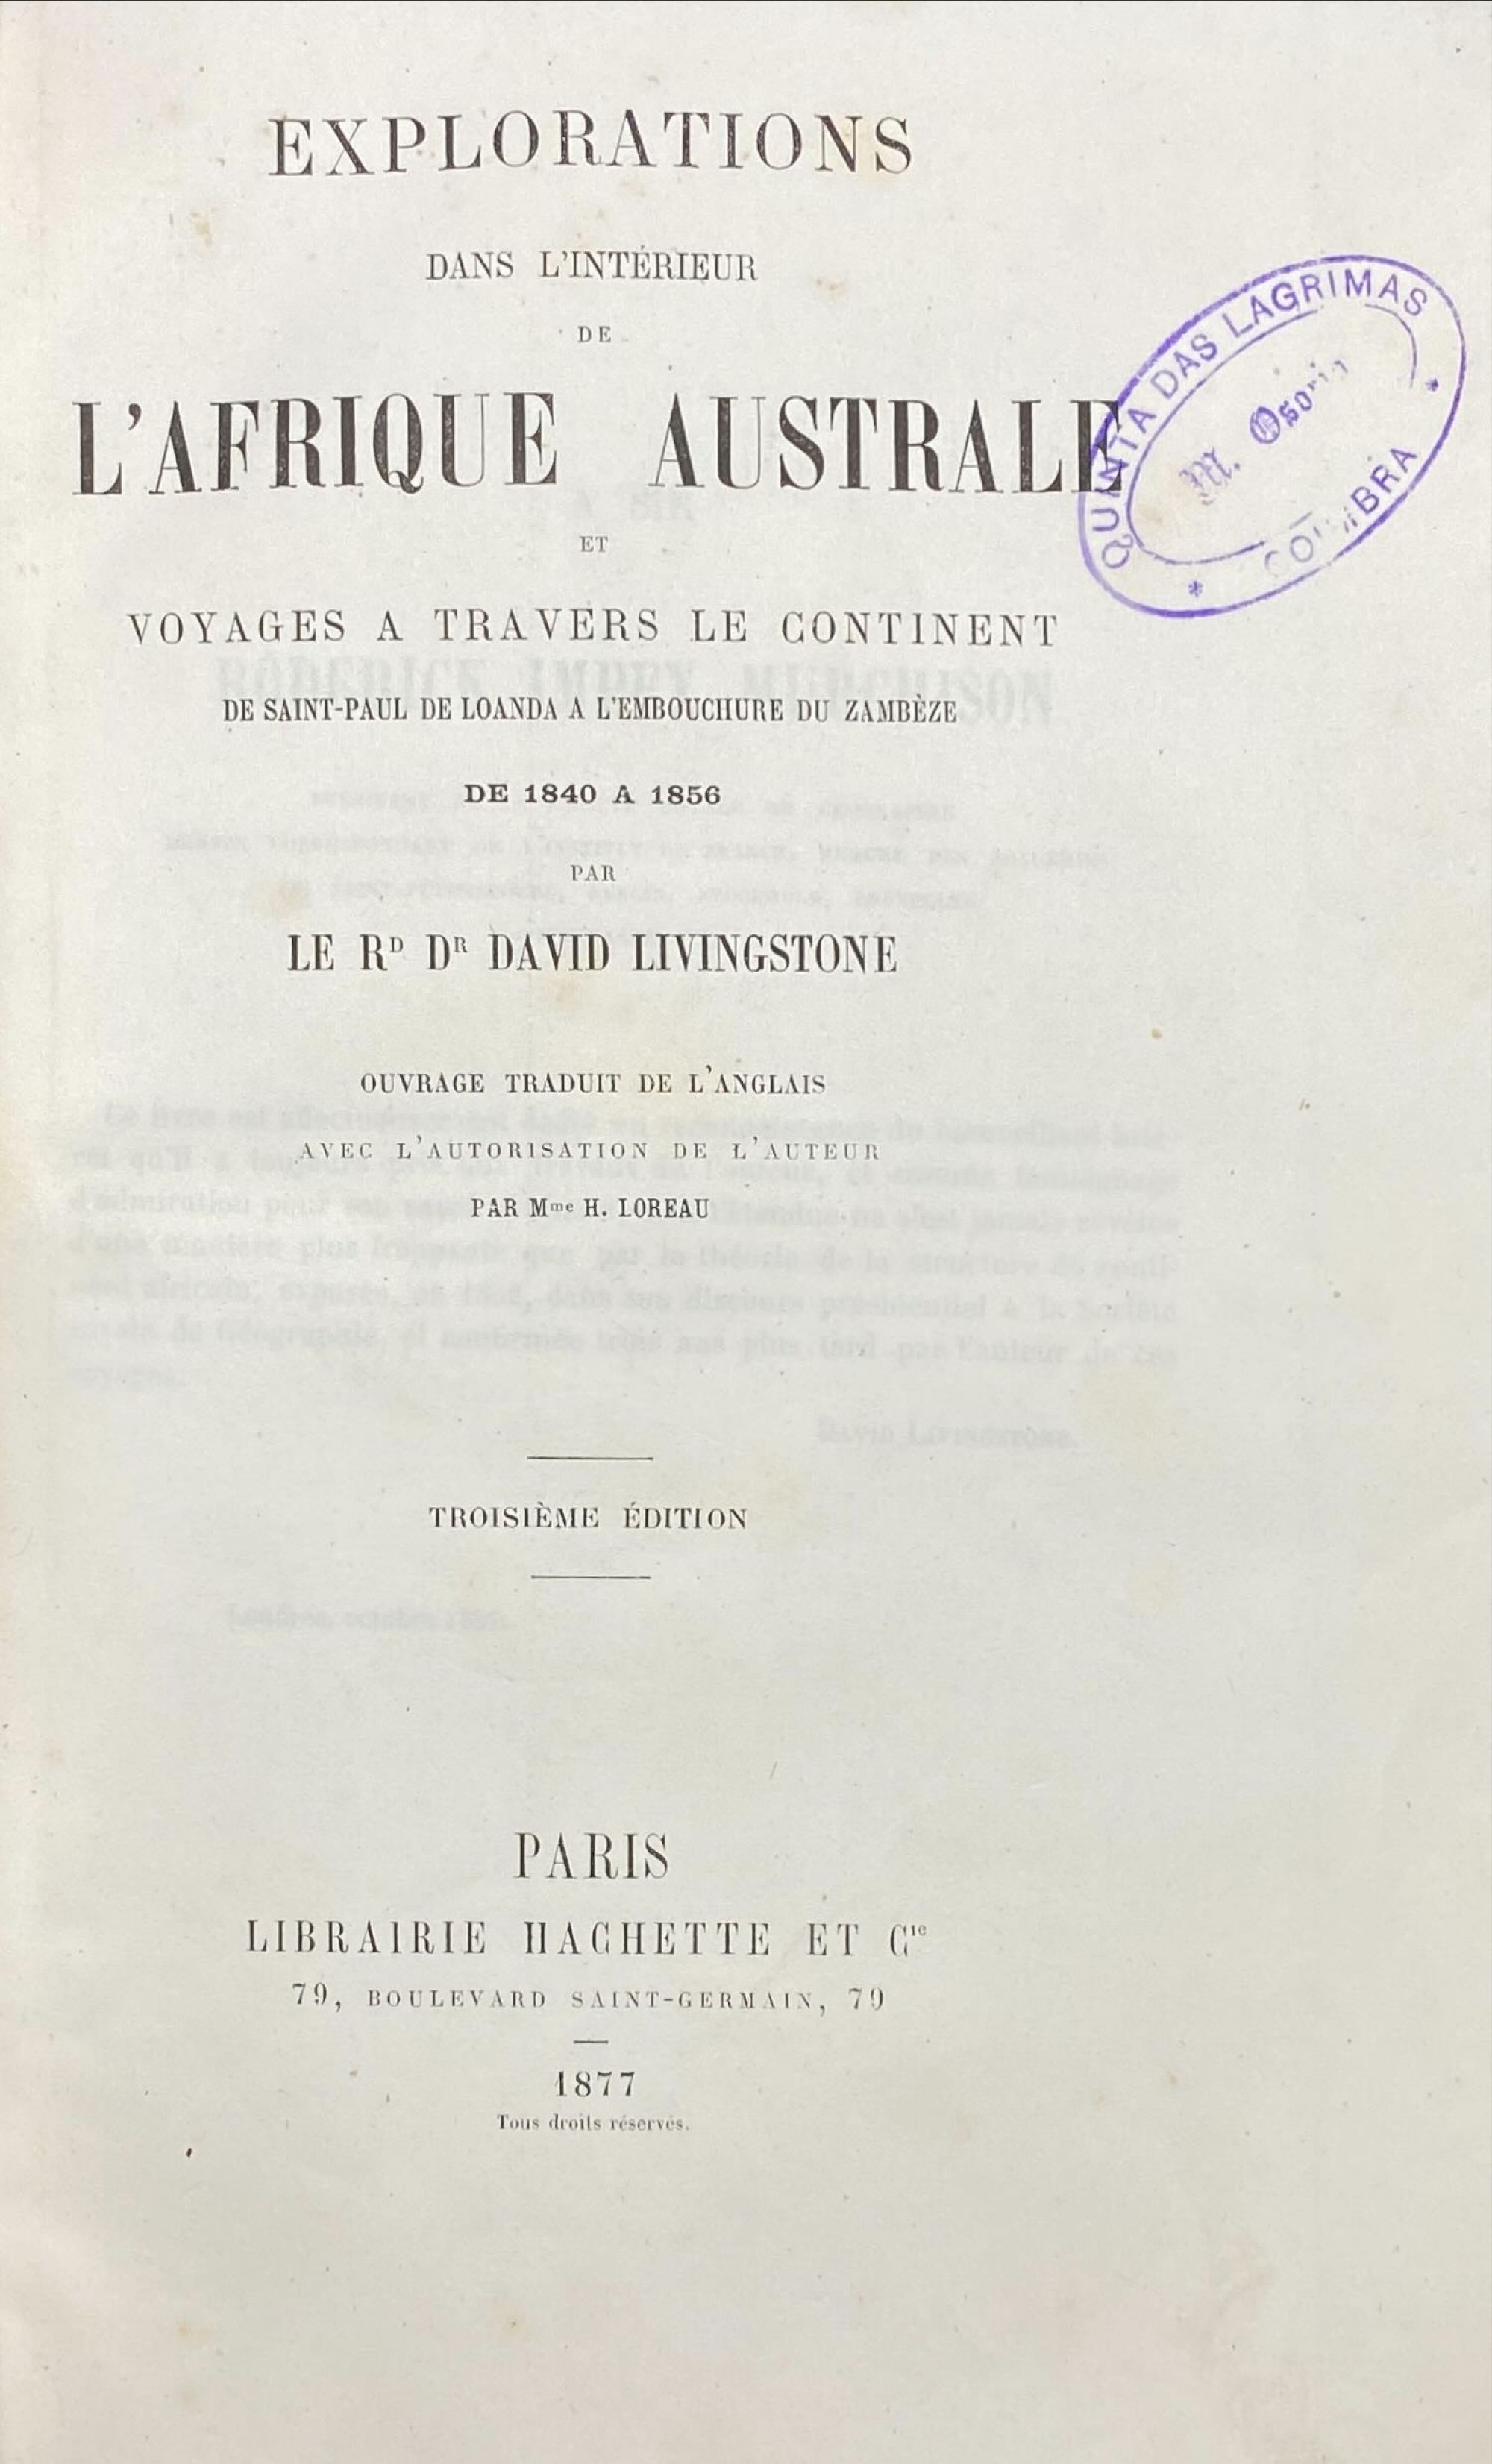 EXPLORATIONS
DANS L'INTÉRIEUR
DE
L'AFRIQUE AUSTRALE
QUINTA DAS LAGRIMAS
M. Osorio
COIMBRA
ET
VOYAGES A TRAVERS LE CONTINENT
DE SAINT-PAUL DE LOANDA A L'EMBOUCHURE DU ZAMBÈZE
DE 1840 A 1856
PAR
LE RD DR DAVID LIVINGSTONE
OUVRAGE TRADUIT DE L'ANGLAIS
AVEC L'AUTORISATION DE L'AUTEUR
PAR Mme H. LOREAU
TROISIÈME ÉDITION
PARIS
LIBRAIRIE HACHETTE ET Cie
79, BOULEVARD SAINT-GERMAIN, 79
1877
Tous droits réservés.